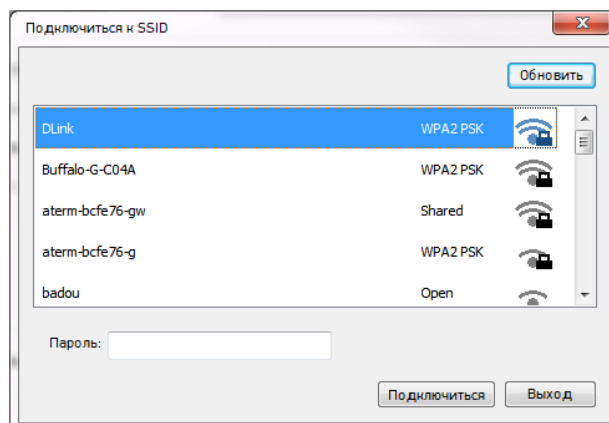 Подключиться к SSID
Обновить
DLink WPA2 PSK
Buffalo-G-C04A WPA2 PSK
aterm-bcfe76-gw Shared
aterm-bcfe76-g WPA2 PSK
badou Open
Пароль:
Подключиться Выход